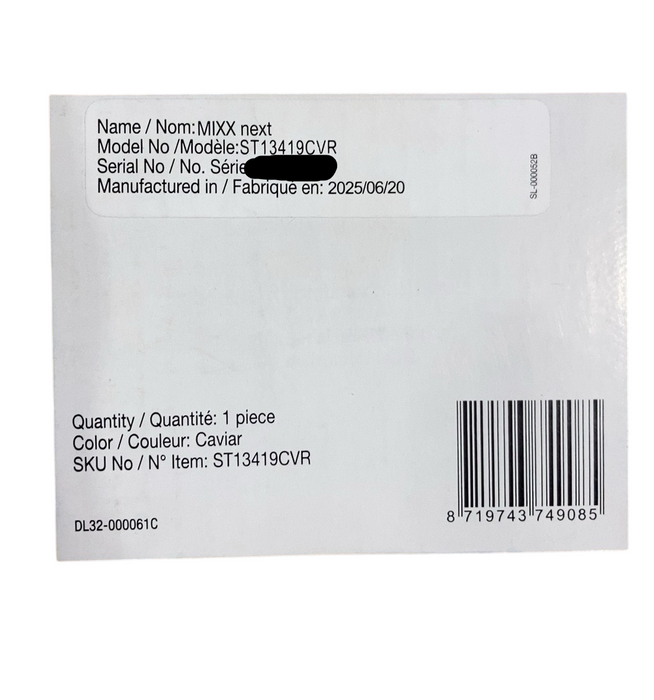 Name / Nom:MIXX next
Model No /Modèle:ST13419CVR
Serial No / No. Série
Manufactured in / Fabriqué en: 2025/06/20
SL-000052B
Quantity / Quantité: 1 piece
Color / Couleur: Caviar
SKU No / N° Item: ST13419CVR
DL32-000061C
8 719743 749085